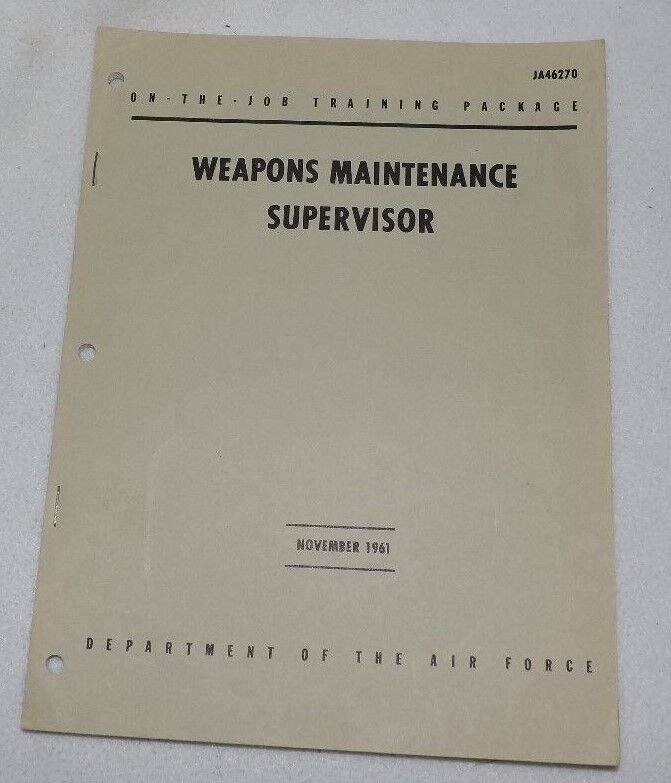 JA46270
ON-THE-JOB TRAINING PACKAGE
WEAPONS MAINTENANCE
SUPERVISOR
NOVEMBER 1961
DEPARTMENT OF THE AIR FORCE